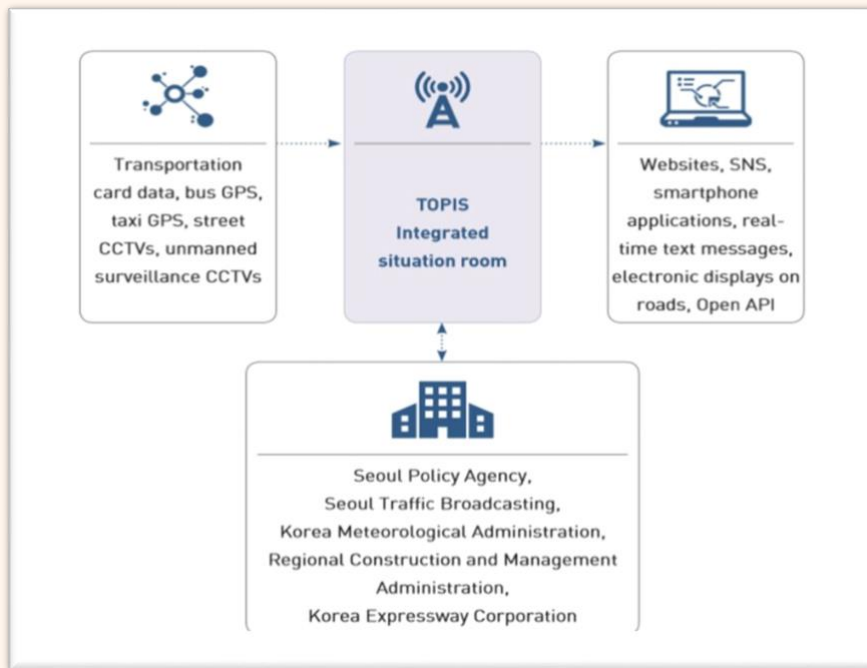 Transportation
card data, bus GPS,
taxi GPS, street
CCTVs, unmanned
surveillance CCTVs
TOPIS
Integrated
situation room
Websites, SNS,
smartphone
applications, real-
time text messages,
electronic displays on
roads, Open API
Seoul Policy Agency,
Seoul Traffic Broadcasting,
Korea Meteorological Administration,
Regional Construction and Management
Administration,
Korea Expressway Corporation